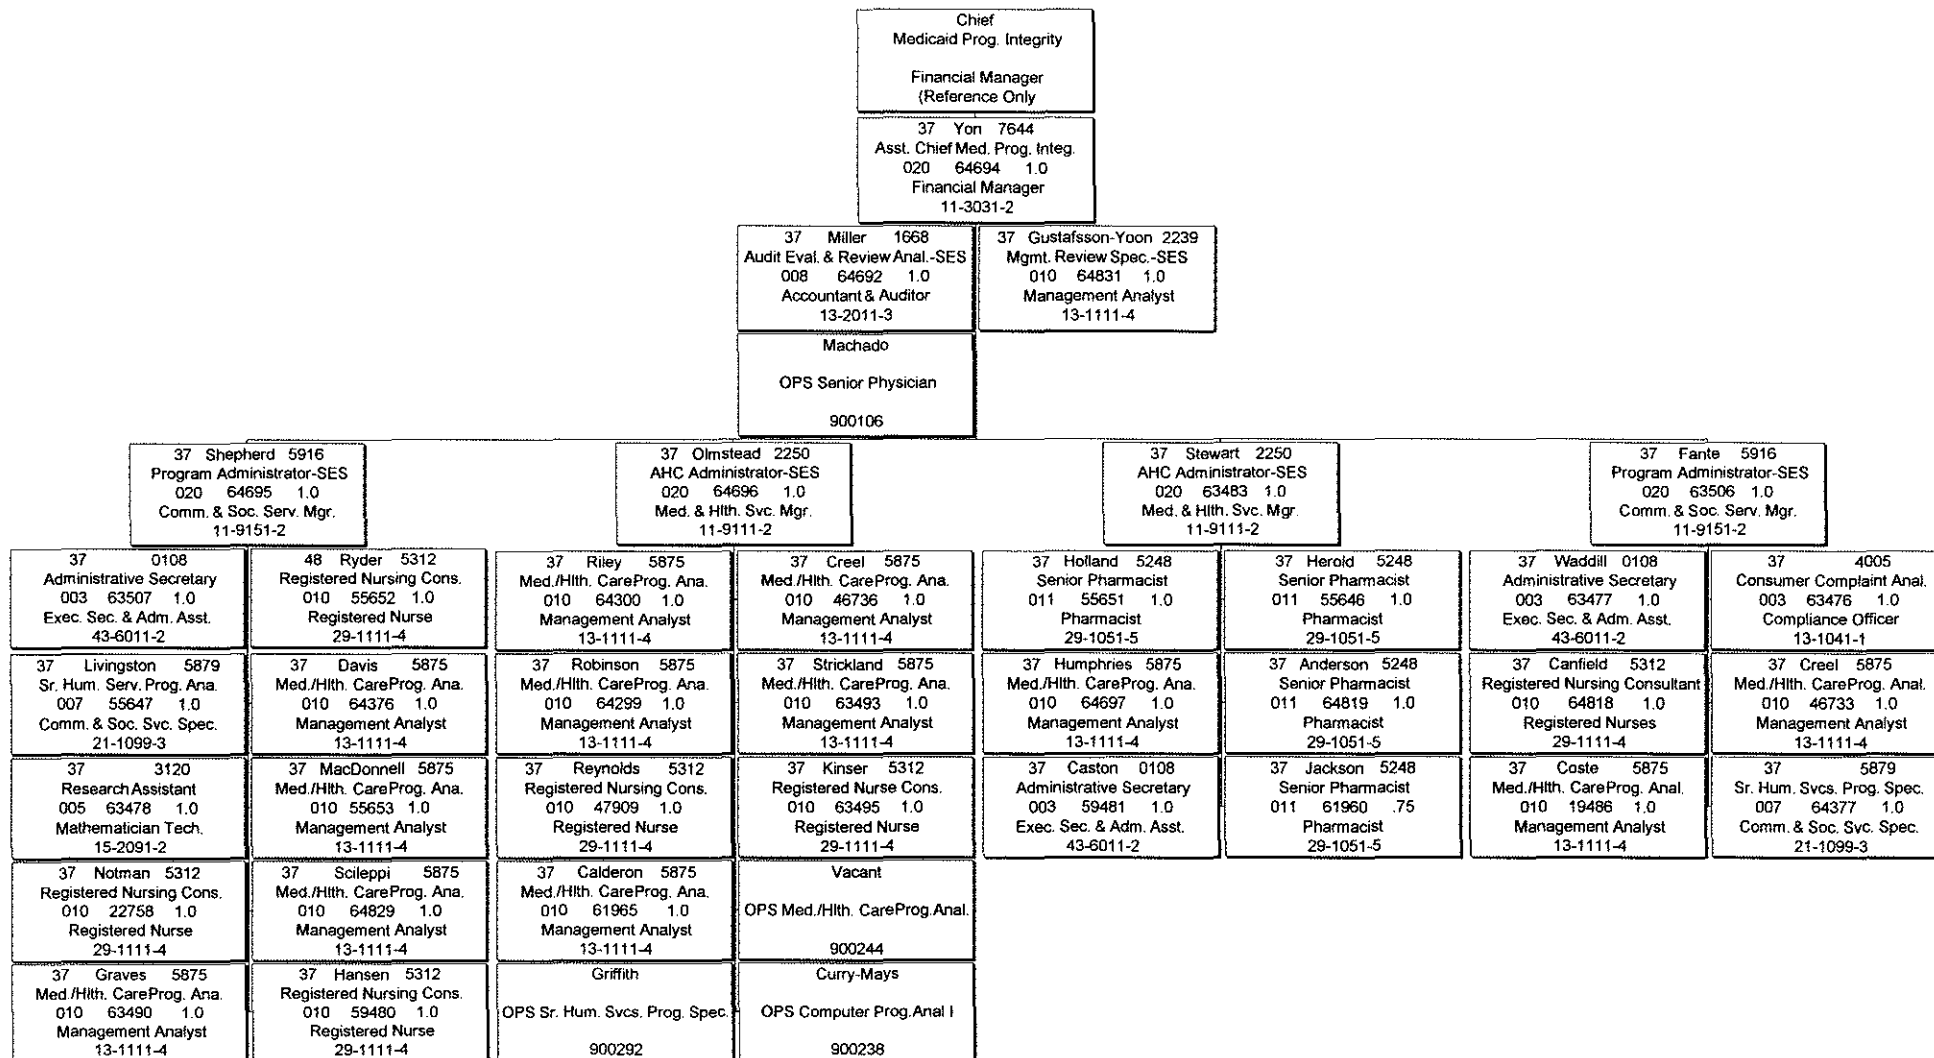 Chief
Medicaid Prog. Integrity
Financial Manager
(Reference Only
37 Yon 7644
Asst. Chief Med. Prog. Integ.
020 64694 1.0
Financial Manager
11-3031-2
37 Miller 1668
Audit Eval. & Review Anal.-SES
008 64692 1.0
Accountant & Auditor
13-2011-3
37 Gustafsson-Yoon 2239
Mgmt. Review Spec.-SES
010 64831 1.0
Management Analyst
13-1111-4
Machado
OPS Senior Physician
900106
37 Shepherd 5916
Program Administrator-SES
020 64695 1.0
Comm. & Soc. Serv. Mgr.
11-9151-2
37 Olmstead 2250
AHC Administrator-SES
020 64696 1.0
Med. & Hlth. Svc. Mgr.
11-9111-2
37 Stewart 2250
AHC Administrator-SES
020 63483 1.0
Med. & Hlth. Svc. Mgr.
11-9111-2
37 Fante 5916
Program Administrator-SES
020 63506 1.0
Comm. & Soc. Serv. Mgr.
11-9151-2
37 0108
Administrative Secretary
003 63507 1.0
Exec. Sec. & Adm. Asst.
43-6011-2
48 Ryder 5312
Registered Nursing Cons.
010 55652 1.0
Registered Nurse
29-1111-4
37 Riley 5875
Med./Hlth. CareProg. Ana.
010 64300 1.0
Management Analyst
13-1111-4
37 Creel 5875
Med./Hlth. CareProg. Ana.
010 46736 1.0
Management Analyst
13-1111-4
37 Holland 5248
Senior Pharmacist
011 55651 1.0
Pharmacist
29-1051-5
37 Herold 5248
Senior Pharmacist
011 55646 1.0
Pharmacist
29-1051-5
37 Waddill 0108
Administrative Secretary
003 63477 1.0
Exec. Sec. & Adm. Asst.
43-6011-2
37 4005
Consumer Complaint Anal.
003 63476 1.0
Compliance Officer
13-1041-1
37 Livingston 5879
Sr. Hum. Serv. Prog. Ana.
007 55647 1.0
Comm. & Soc. Svc. Spec.
21-1099-3
37 Davis 5875
Med./Hlth. CareProg. Ana.
010 64376 1.0
Management Analyst
13-1111-4
37 Robinson 5875
Med./Hlth. CareProg. Ana.
010 64299 1.0
Management Analyst
13-1111-4
37 Strickland 5875
Med./Hlth. CareProg. Ana.
010 63493 1.0
Management Analyst
13-1111-4
37 Humphries 5875
Med./Hlth. CareProg. Ana.
010 64697 1.0
Management Analyst
13-1111-4
37 Anderson 5248
Senior Pharmacist
011 64819 1.0
Pharmacist
29-1051-5
37 Canfield 5312
Registered Nursing Consultant
010 64818 1.0
Registered Nurses
29-1111-4
37 Creel 5875
Med./Hlth. CareProg. Anal.
010 46733 1.0
Management Analyst
13-1111-4
37 3120
Research Assistant
005 63478 1.0
Mathematician Tech.
15-2091-2
37 MacDonnell 5875
Med./Hlth. CareProg. Ana.
010 55653 1.0
Management Analyst
13-1111-4
37 Reynolds 5312
Registered Nursing Cons.
010 47909 1.0
Registered Nurse
29-1111-4
37 Kinser 5312
Registered Nurse Cons.
010 63495 1.0
Registered Nurse
29-1111-4
37 Caston 0108
Administrative Secretary
003 59481 1.0
Exec. Sec. & Adm. Asst.
43-6011-2
37 Jackson 5248
Senior Pharmacist
011 61960 .75
Pharmacist
29-1051-5
37 Coste 5875
Med./Hlth. CareProg. Anal.
010 19486 1.0
Management Analyst
13-1111-4
37 5879
Sr. Hum. Svcs. Prog. Spec.
007 64377 1.0
Comm. & Soc. Svc. Spec.
21-1099-3
37 Notman 5312
Registered Nursing Cons.
010 22758 1.0
Registered Nurse
29-1111-4
37 Scileppi 5875
Med./Hlth. CareProg. Ana.
010 64829 1.0
Management Analyst
13-1111-4
37 Calderon 5875
Med./Hlth. CareProg. Ana.
010 61965 1.0
Management Analyst
13-1111-4
Vacant
OPS Med./Hlth. CareProg.Anal.
900244
37 Graves 5875
Med./Hlth. CareProg. Ana.
010 63490 1.0
Management Analyst
13-1111-4
37 Hansen 5312
Registered Nursing Cons.
010 59480 1.0
Registered Nurse
29-1111-4
Griffith
OPS Sr. Hum. Svcs. Prog. Spec.
900292
Curry-Mays
OPS Computer Prog.Anal I
900238